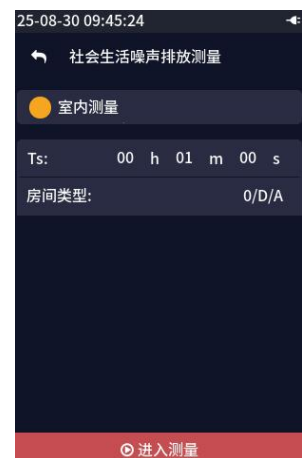 25-08-30 09:45:24
社会生活噪声排放测量
室内测量
Ts: 00 h 01 m 00 s
房间类型: 0/D/A
进入测量